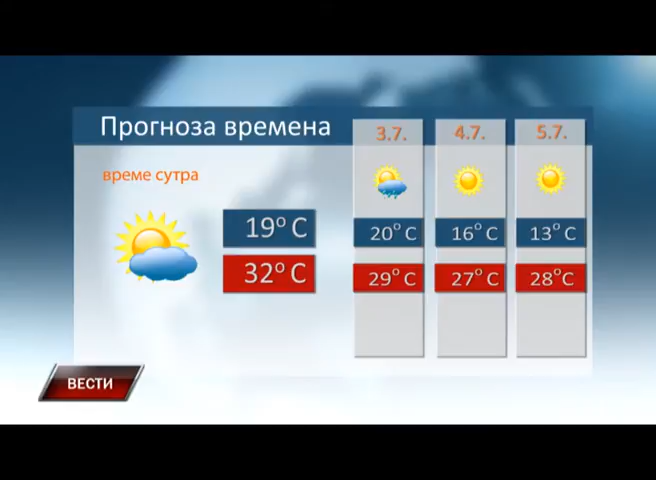 Прогноза времена
време сутра
19° C
32° C
3.7. 4.7. 5.7.
20° C 16° C 13° C
29° C 27° C 28° C
ВЕСТИ